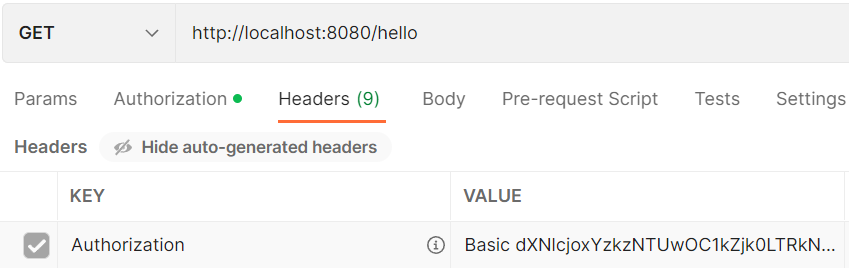 GET http://localhost:8080/hello
Params Authorization Headers (9) Body Pre-request Script Tests Settings
Headers Hide auto-generated headers
KEY VALUE
Authorization Basic dXNlcjoxYzkzNTUwOC1kZjk0LTRkN...